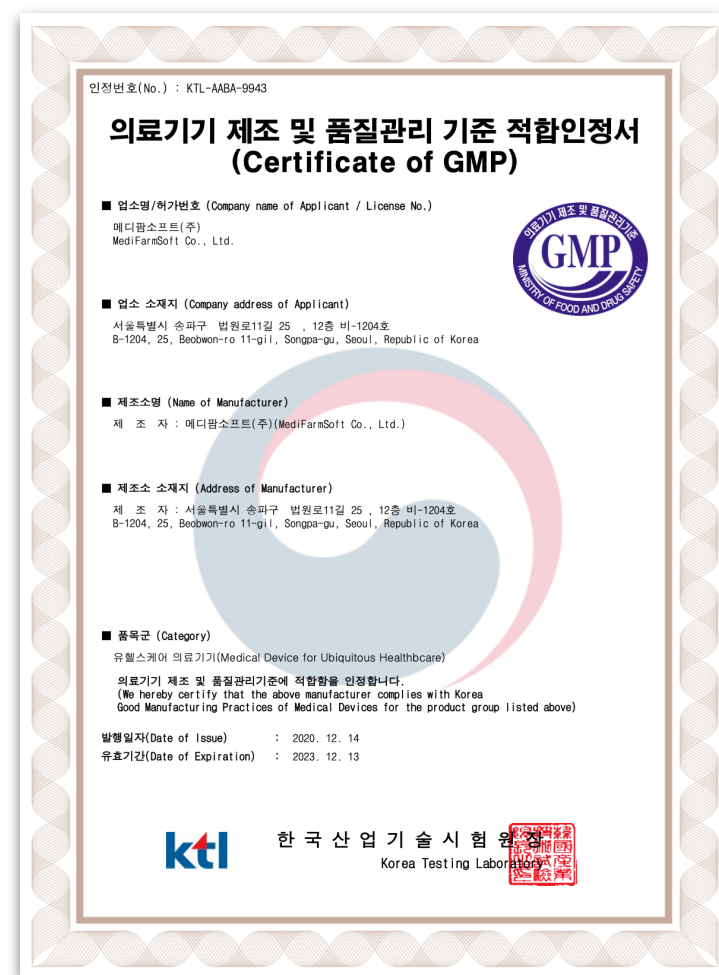 인정번호(No.) : KTL-AABA-9943
의료기기 제조 및 품질관리 기준 적합인정서
(Certificate of GMP)
■ 업소명/허가번호 (Company name of Applicant / License No.)
메디팜소프트(주)
MediFarmSoft Co., Ltd.
의료기기 제조 및 품질관리기준
GMP
MINISTRY OF FOOD AND DRUG SAFETY
■ 업소 소재지 (Company address of Applicant)
서울특별시 송파구 법원로11길 25 , 12층 비-1204호
B-1204, 25, Beobwon-ro 11-gil, Songpa-gu, Seoul, Republic of Korea
■ 제조소명 (Name of Manufacturer)
제 조 자 : 메디팜소프트(주)(MediFarmSoft Co., Ltd.)
■ 제조소 소재지 (Address of Manufacturer)
제 조 자 : 서울특별시 송파구 법원로11길 25 , 12층 비-1204호
B-1204, 25, Beobwon-ro 11-gil, Songpa-gu, Seoul, Republic of Korea
■ 품목군 (Category)
유헬스케어 의료기기(Medical Device for Ubiquitous Healthbcare)
의료기기 제조 및 품질관리기준에 적합함을 인정합니다.
(We hereby certify that the above manufacturer complies with Korea
Good Manufacturing Practices of Medical Devices for the product group listed above)
발행일자(Date of Issue) : 2020. 12. 14
유효기간(Date of Expiration) : 2023. 12. 13
ktl
한국산업기술시험원장
Korea Testing Laboratory